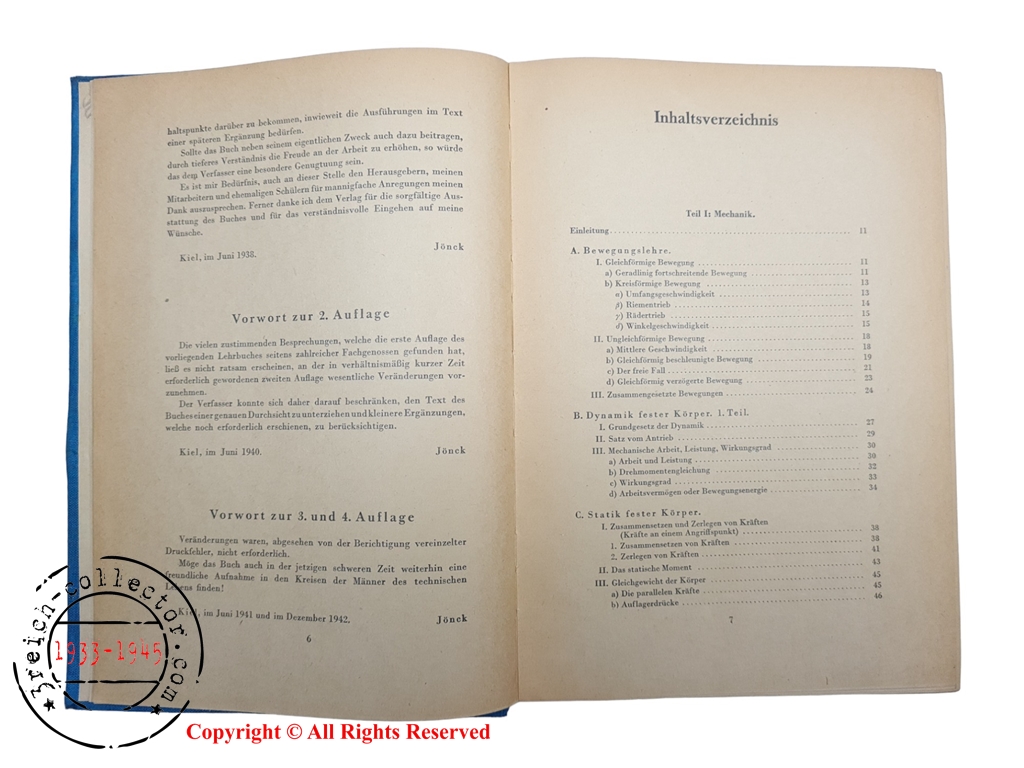 haltspunkte darüber zu bekommen, inwieweit die Ausführungen im Text
einer späteren Ergänzung bedürfen.
Sollte das Buch neben seinem eigentlichen Zweck auch dazu beitragen,
durch tieferes Verständnis die Freude an der Arbeit zu erhöhen, so würde
das dem Verfasser eine besondere Genugtuung sein.
Es ist mir Bedürfnis, auch an dieser Stelle den Herausgebern, meinen
Mitarbeitern und ehemaligen Schülern für mannigfache Anregungen meinen
Dank auszusprechen. Ferner danke ich dem Verlag für die sorgfältige Aus-
stattung des Buches und für das verständnisvolle Eingehen auf meine
Wünsche.
Kiel, im Juni 1938. Jönck
Vorwort zur 2. Auflage
Die vielen zustimmenden Besprechungen, welche die erste Auflage des
vorliegenden Lehrbuches seitens zahlreicher Fachgenossen gefunden hat,
ließ es nicht ratsam erscheinen, an der in verhältnismäßig kurzer Zeit
erforderlich gewordenen zweiten Auflage wesentliche Veränderungen vor-
zunehmen.
Der Verfasser konnte sich daher darauf beschränken, den Text des
Buches einer genauen Durchsicht zu unterziehen und kleinere Ergänzungen,
welche noch erforderlich erschienen, zu berücksichtigen.
Kiel, im Juni 1940. Jönck
Vorwort zur 3. und 4. Auflage
Veränderungen waren, abgesehen von der Berichtigung vereinzelter
Druckfehler, nicht erforderlich.
Möge das Buch auch in der jetzigen schweren Zeit weiterhin eine
freundliche Aufnahme in den Kreisen der Männer des technischen
Lebens finden!
Kiel, im Juni 1941 und im Dezember 1942. Jönck
6
Inhaltsverzeichnis
Teil I: Mechanik.
Einleitung 11
A. Bewegungslehre.
I. Gleichförmige Bewegung 11
a) Geradlinig fortschreitende Bewegung 11
b) Kreisförmige Bewegung 13
α) Umfangsgeschwindigkeit 13
β) Riementrieb 14
γ) Rädertrieb 15
δ) Winkelgeschwindigkeit 15
II. Ungleichförmige Bewegung 18
a) Mittlere Geschwindigkeit 18
b) Gleichförmig beschleunigte Bewegung 19
c) Der freie Fall 21
d) Gleichförmig verzögerte Bewegung 23
III. Zusammengesetzte Bewegungen 24
B. Dynamik fester Körper. 1. Teil.
I. Grundgesetz der Dynamik 27
II. Satz vom Antrieb 29
III. Mechanische Arbeit, Leistung, Wirkungsgrad 30
a) Arbeit und Leistung 30
b) Drehmomentengleichung 32
c) Wirkungsgrad 33
d) Arbeitsvermögen oder Bewegungsenergie 34
C. Statik fester Körper.
I. Zusammensetzen und Zerlegen von Kräften
(Kräfte an einem Angriffspunkt) 38
1. Zusammensetzen von Kräften 38
2. Zerlegen von Kräften 41
II. Das statische Moment 43
III. Gleichgewicht der Körper 45
a) Die parallelen Kräfte 45
b) Auflagerdrücke 46
7
3reich-collector.com
1933-1945
Copyright © All Rights Reserved